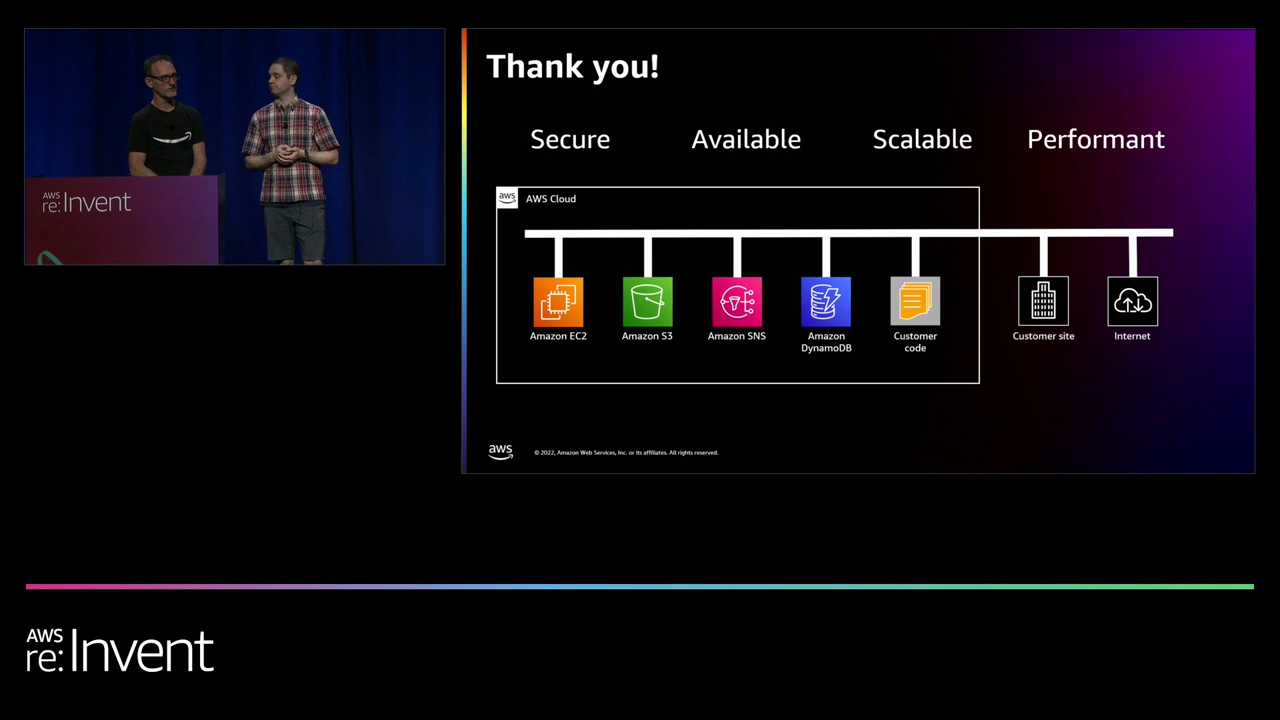 AWS
re:Invent
Thank you!
Secure Available Scalable Performant
aws AWS Cloud
Amazon EC2 Amazon S3 Amazon SNS Amazon DynamoDB Customer code Customer site Internet
aws © 2022, Amazon Web Services, Inc. or its affiliates. All rights reserved.
AWS
re:Invent